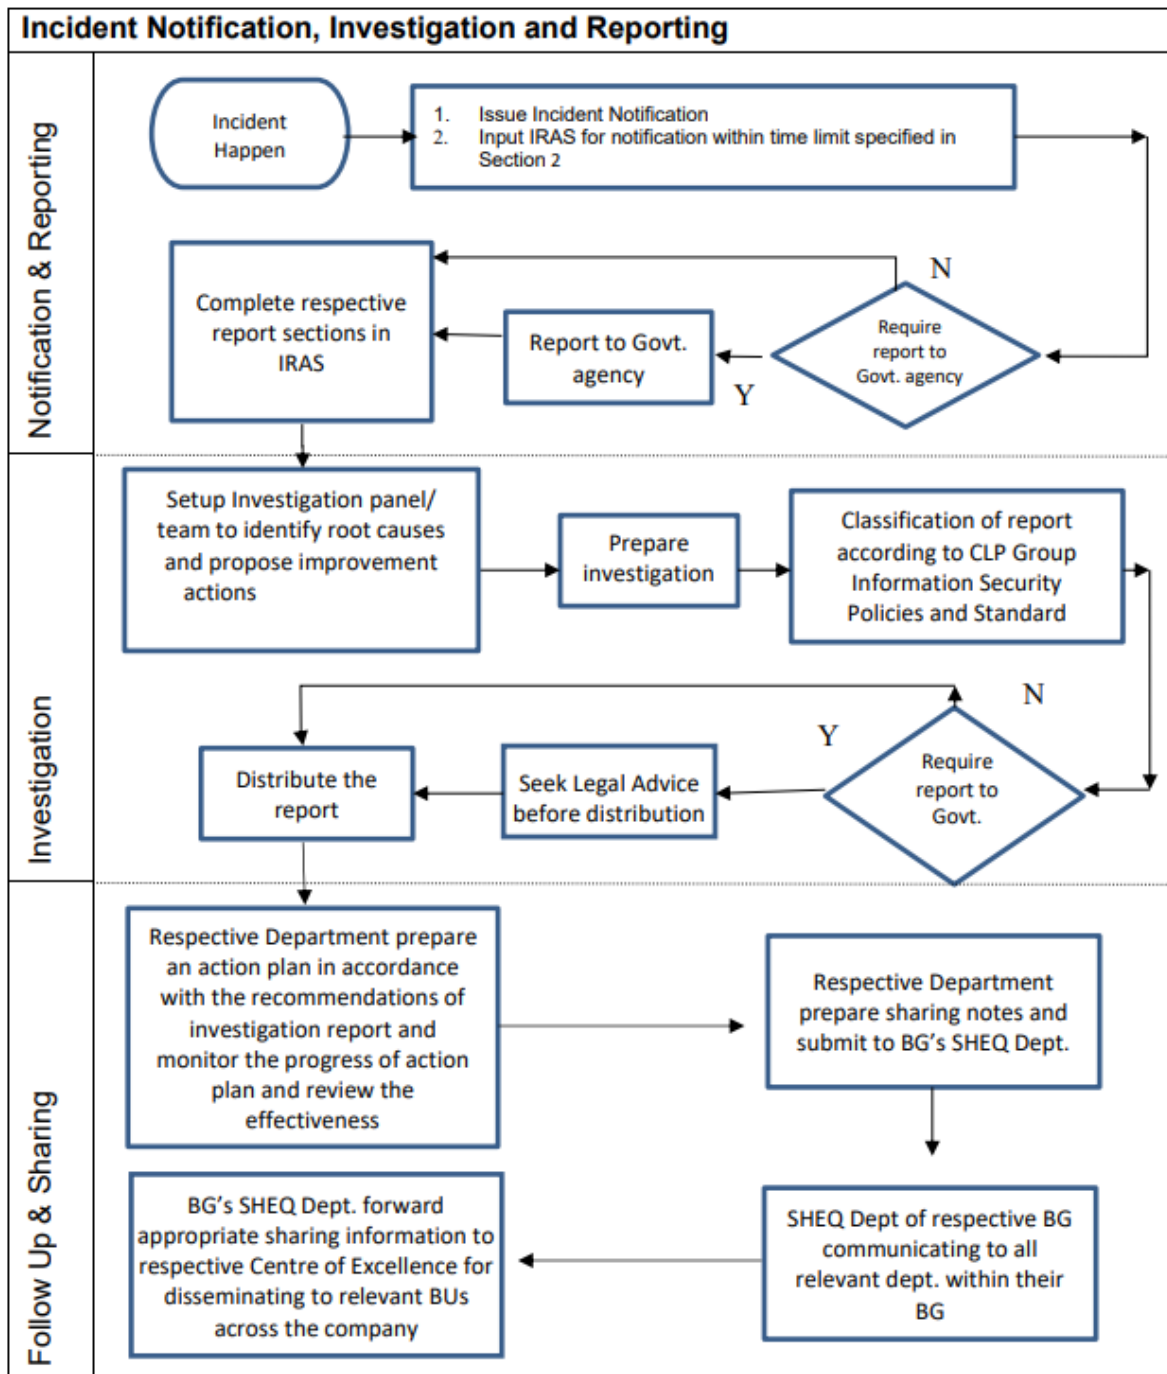 Incident Notification, Investigation and Reporting
Notification & Reporting
Incident
Happen
1. Issue Incident Notification
2. Input IRAS for notification within time limit specified in
Section 2
Complete respective
report sections in
IRAS
Report to Govt.
agency
Y
N
Require
report to
Govt. agency
Investigation
Setup Investigation panel/
team to identify root causes
and propose improvement
actions
Prepare
investigation
Classification of report
according to CLP Group
Information Security
Policies and Standard
Distribute the
report
Seek Legal Advice
before distribution
Y
N
Require
report to
Govt.
Follow Up & Sharing
Respective Department prepare
an action plan in accordance
with the recommendations of
investigation report and
monitor the progress of action
plan and review the
effectiveness
Respective Department
prepare sharing notes and
submit to BG's SHEQ Dept.
BG's SHEQ Dept. forward
appropriate sharing information to
respective Centre of Excellence for
disseminating to relevant BUs
across the company
SHEQ Dept of respective BG
communicating to all
relevant dept. within their
BG